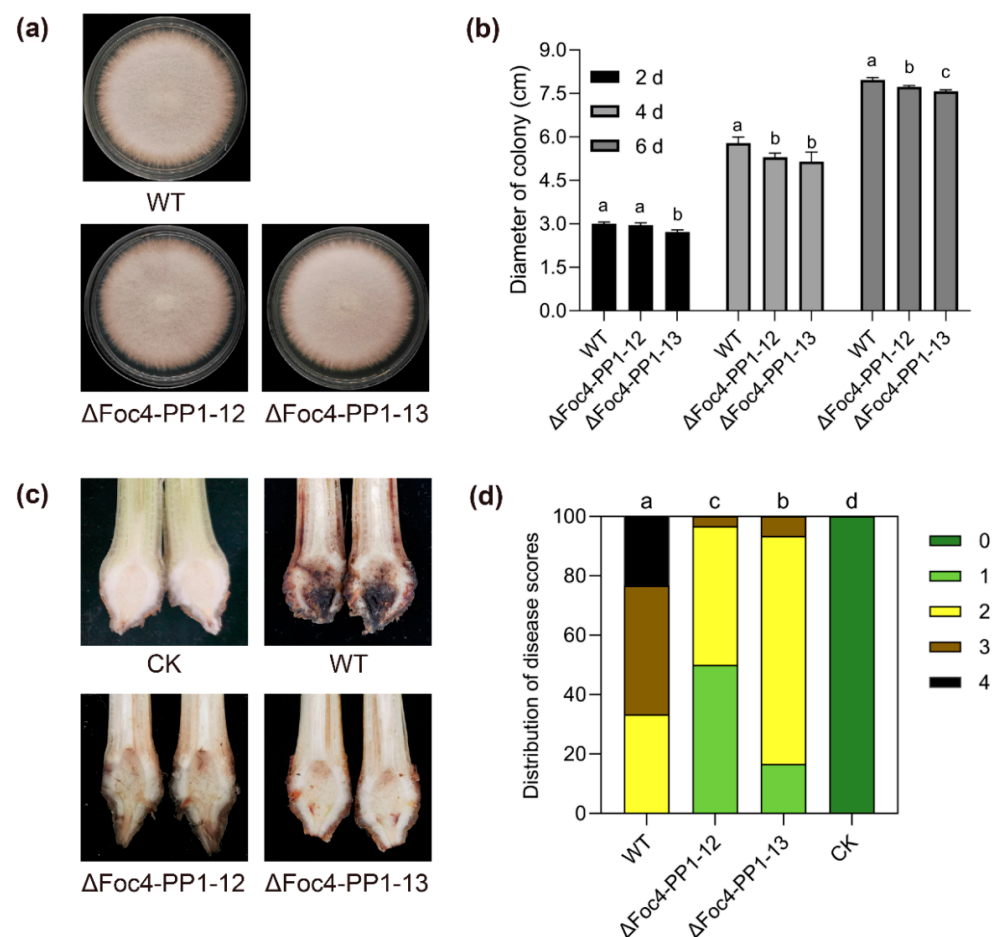 (a)
WT
ΔFoc4-PP1-12
ΔFoc4-PP1-13
(b)
Diameter of colony (cm)
9.0
7.5
6.0
4.5
3.0
1.5
0.0
2 d
4 d
6 d
a
a
b
a
b
b
a
b
c
WT
ΔFoc4-PP1-12
ΔFoc4-PP1-13
WT
ΔFoc4-PP1-12
ΔFoc4-PP1-13
WT
ΔFoc4-PP1-12
ΔFoc4-PP1-13
(c)
CK
WT
ΔFoc4-PP1-12
ΔFoc4-PP1-13
(d)
Distribution of disease scores
100
80
60
40
20
0
a
c
b
d
WT
ΔFoc4-PP1-12
ΔFoc4-PP1-13
CK
0
1
2
3
4